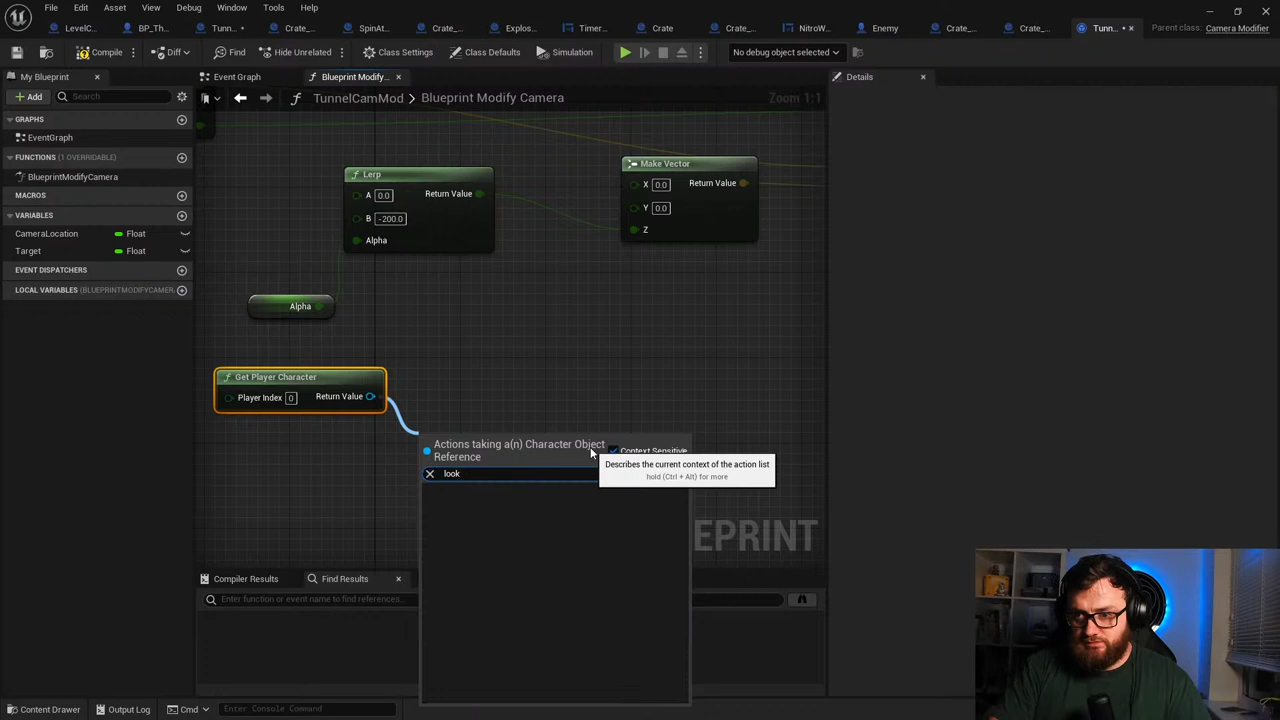 File Edit Asset View Debug Window Tools Help
LevelC... BP_Th... Tunn... • Crate_... SpinAt... Crate_... Explos... Timer... Crate Crate_... NitroW... Enemy Crate_... Crate_... Tunn... • Parent class: Camera Modifier
Compile Diff Find Hide Unrelated Class Settings Class Defaults Simulation No debug object selected
My Blueprint Event Graph Blueprint Modify... Details
Add Search TunnelCamMod > Blueprint Modify Camera Zoom 1:1
GRAPHS
EventGraph
FUNCTIONS (1 OVERRIDABLE)
BlueprintModifyCamera
MACROS
VARIABLES
CameraLocation Float
Target Float
EVENT DISPATCHERS
LOCAL VARIABLES (BLUEPRINTMODIFYCAMER
Lerp
A 0.0 Return Value
B -200.0
Alpha
Make Vector
X 0.0 Return Value
Y 0.0
Z
Alpha
Get Player Character
Player Index 0 Return Value
Actions taking a(n) Character Object
Reference
Context Sensitive
look
Describes the current context of the action list
hold (Ctrl + Alt) for more
EPRINT
Compiler Results Find Results
Enter function or event name to find references...
Content Drawer Output Log Cmd Enter Console Command